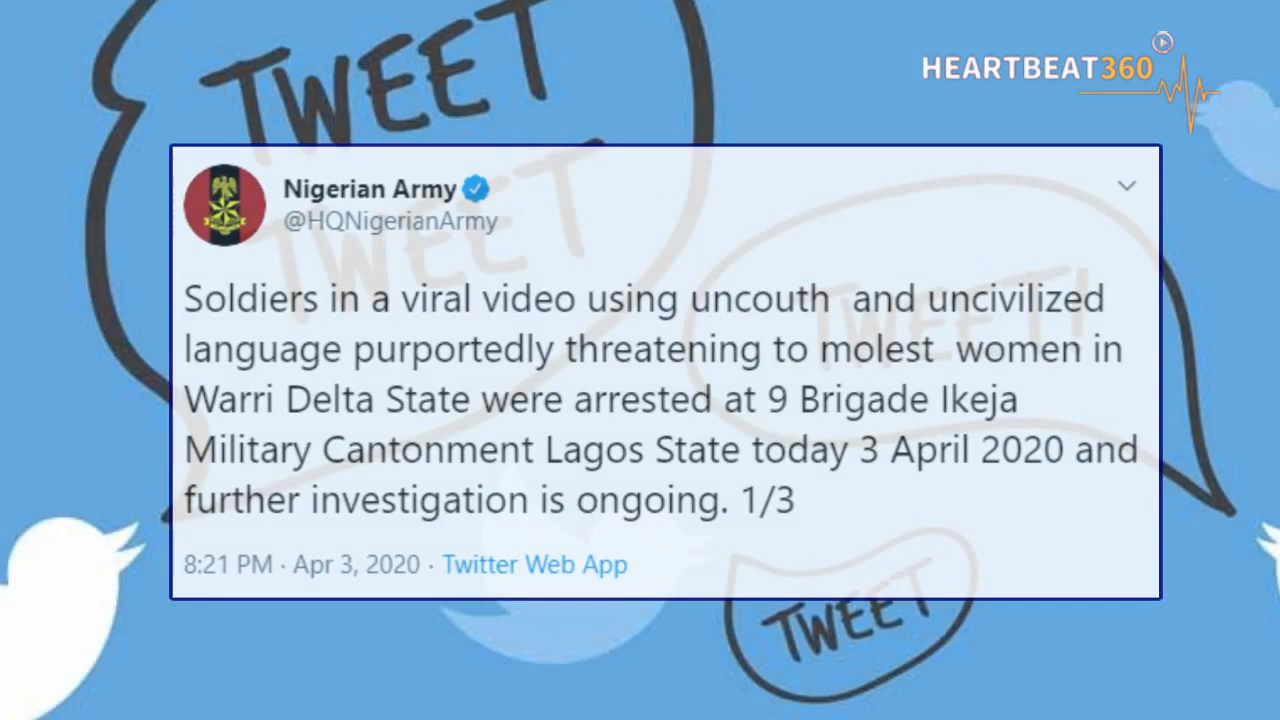 TWEET
HEARTBEAT360
TWEET
Nigerian Army
@HQNigerianArmy
TWEET!
Soldiers in a viral video using uncouth  and uncivilized
language purportedly threatening to molest  women in
Warri Delta State were arrested at 9 Brigade Ikeja
Military Cantonment Lagos State today 3 April 2020 and
further investigation is ongoing. 1/3
8:21 PM · Apr 3, 2020 · Twitter Web App
TWEET